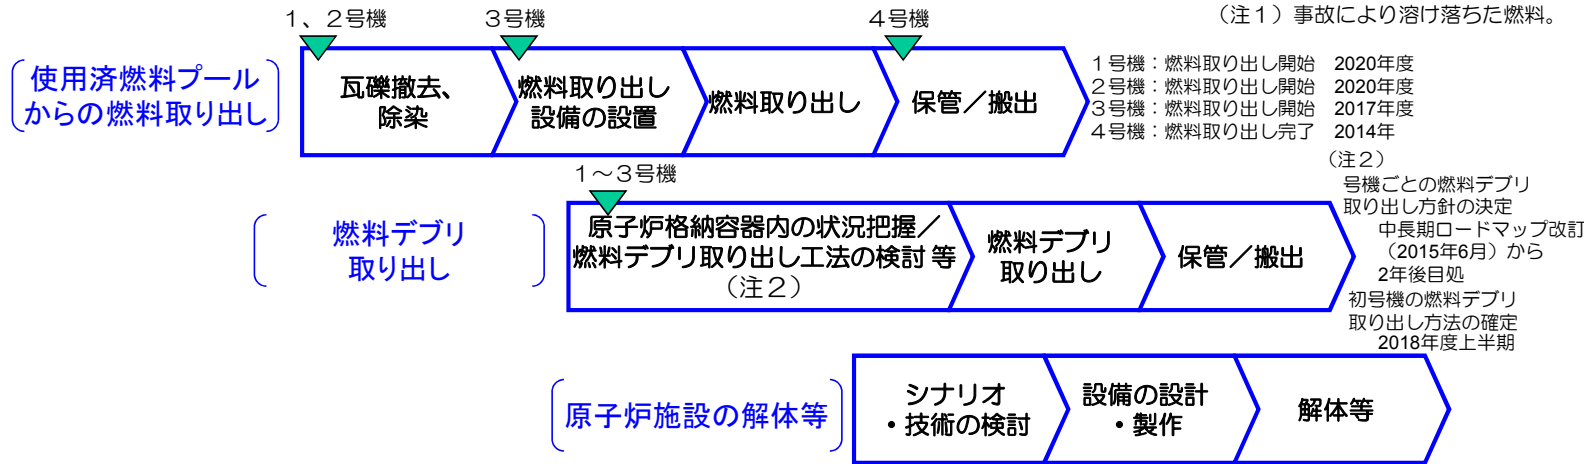 （注１）事故により溶け落ちた燃料。
１、２号機
３号機
４号機
使用済燃料プール
からの燃料取り出し
瓦礫撤去、
除染
燃料取り出し
設備の設置
燃料取り出し
保管／搬出
１号機：燃料取り出し開始　2020年度
２号機：燃料取り出し開始　2020年度
３号機：燃料取り出し開始　2017年度
４号機：燃料取り出し完了　2014年
１～３号機
燃料デブリ
取り出し
原子炉格納容器内の状況把握／
燃料デブリ取り出し工法の検討 等
（注２）
燃料デブリ
取り出し
保管／搬出
（注２）
号機ごとの燃料デブリ
取り出し方針の決定
中長期ロードマップ改訂
（2015年6月）から
2年後目処
初号機の燃料デブリ
取り出し方法の確定
2018年度上半期
原子炉施設の解体等
シナリオ
・技術の検討
設備の設計
・製作
解体等